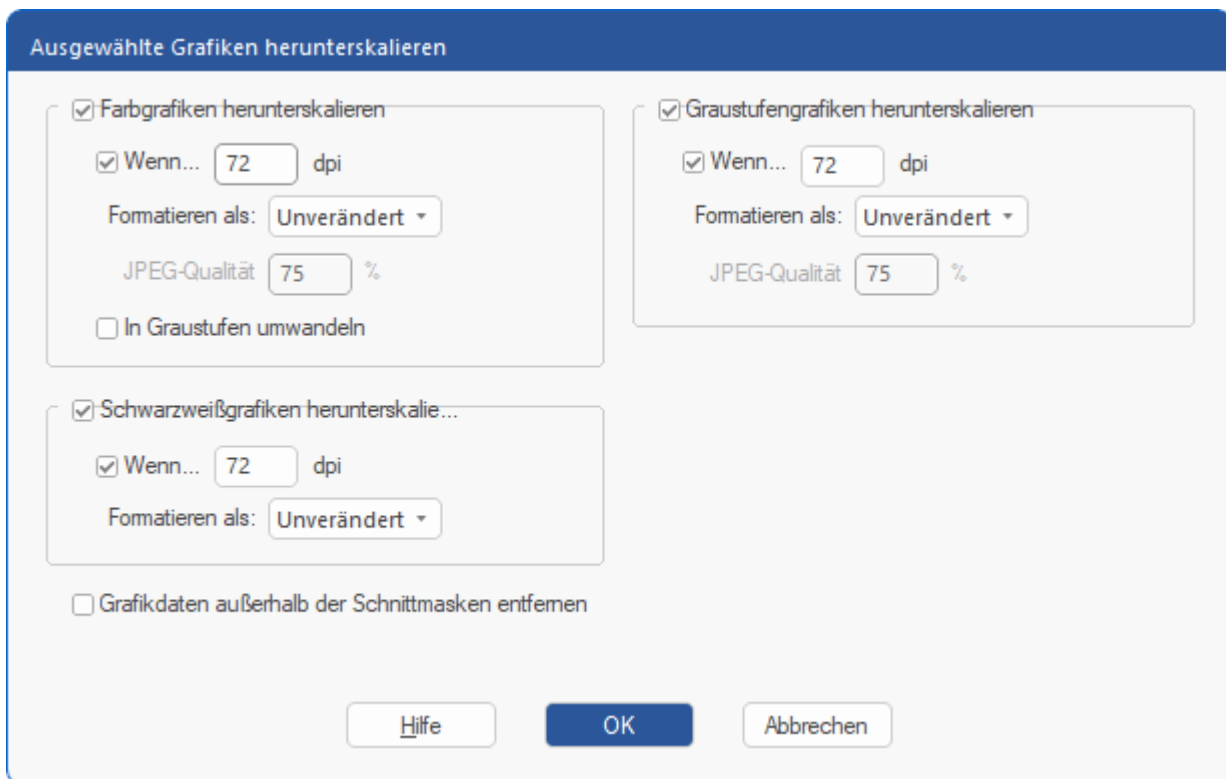 Ausgewählte Grafiken herunterskalieren
Farbgrafiken herunterskalieren
Wenn... 72 dpi
Formatieren als: Unverändert
JPEG-Qualität 75 %
In Graustufen umwandeln
Graustufengrafiken herunterskalieren
Wenn... 72 dpi
Formatieren als: Unverändert
JPEG-Qualität 75 %
Schwarzweißgrafiken herunterskalie...
Wenn... 72 dpi
Formatieren als: Unverändert
Grafikdaten außerhalb der Schnittmasken entfernen
Hilfe OK Abbrechen